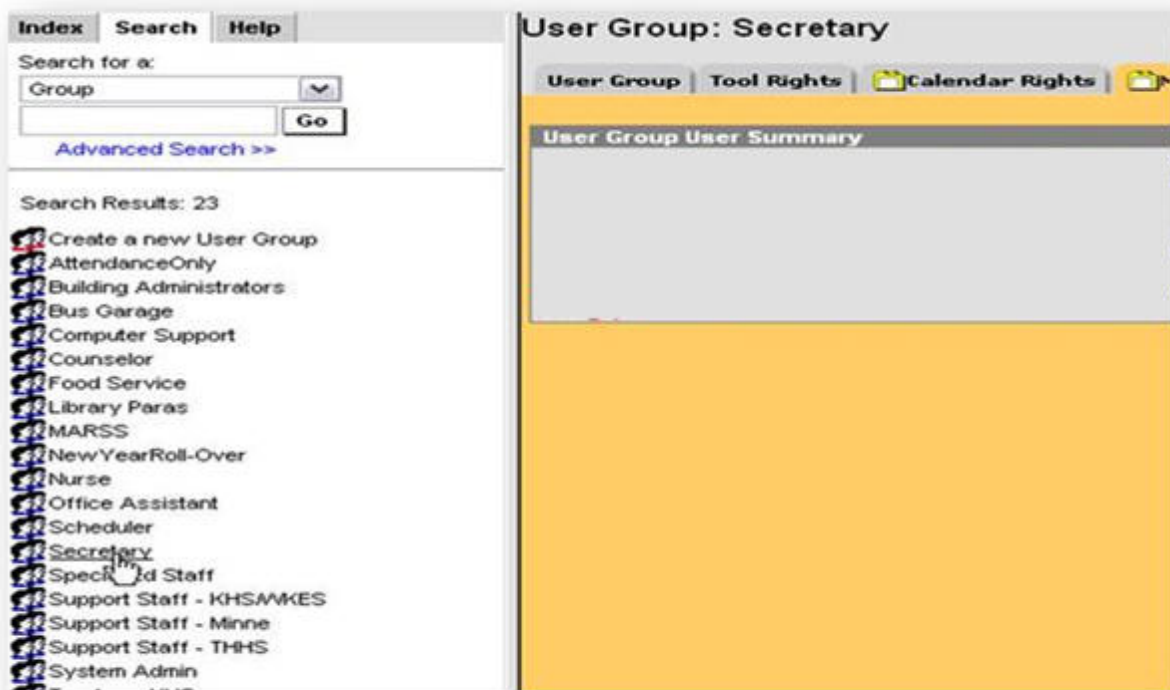 Index Search Help
Search for a:
Group
Go
Advanced Search >>
Search Results: 23
Create a new User Group
AttendanceOnly
Building Administrators
Bus Garage
Computer Support
Counselor
Food Service
Library Paras
MARSS
NewYearRoll-Over
Nurse
Office Assistant
Scheduler
Secretary
Staff
Support Staff - KHS/WKES
Support Staff - Minne
Support Staff - THHS
System Admin
User Group: Secretary
User Group Tool Rights Calendar Rights
User Group User Summary